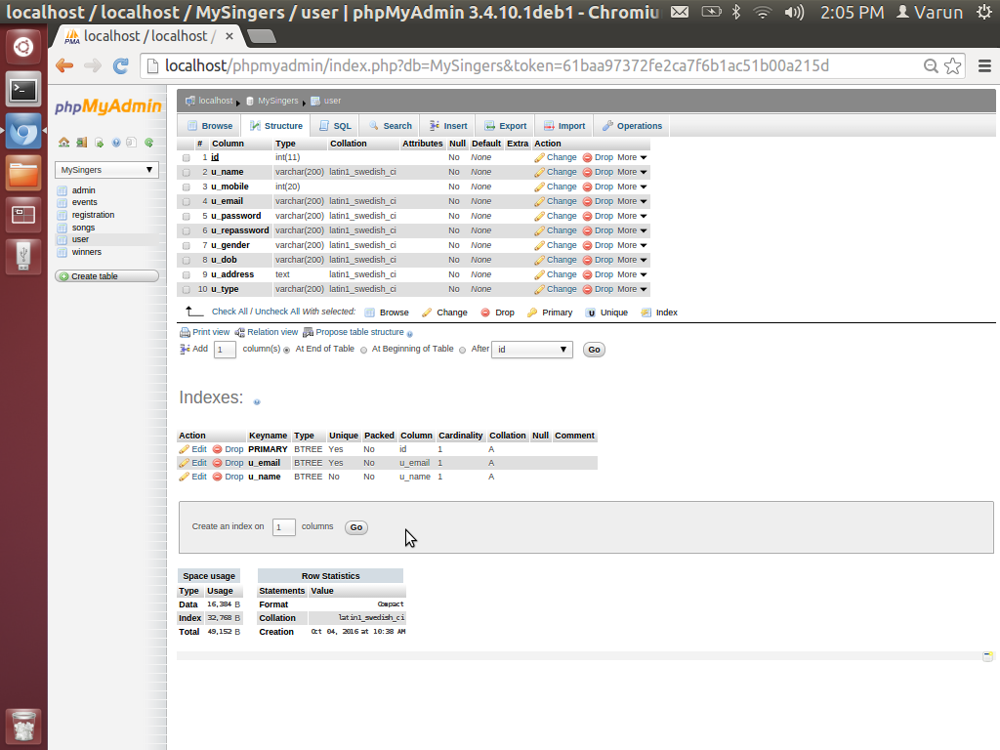 localhost / localhost / MySingers / user | phpMyAdmin 3.4.10.1deb1 - Chromiu 2:05 PM Varun
PMA localhost / localhost / ×
localhost/phpmyadmin/index.php?db=MySingers&token=61baa97372fe2ca7f6b1ac51b00a215d
phpMyAdmin
MySingers
admin
events
registration
songs
user
winners
Create table
localhost MySingers user
Browse Structure SQL Search Insert Export Import Operations
# Column Type Collation Attributes Null Default Extra Action
1 id int(11) No None Change Drop More
2 u_name varchar(200) latin1_swedish_ci No None Change Drop More
3 u_mobile int(20) No None Change Drop More
4 u_email varchar(200) latin1_swedish_ci No None Change Drop More
5 u_password varchar(200) latin1_swedish_ci No None Change Drop More
6 u_repassword varchar(200) latin1_swedish_ci No None Change Drop More
7 u_gender varchar(200) latin1_swedish_ci No None Change Drop More
8 u_dob varchar(200) latin1_swedish_ci No None Change Drop More
9 u_address text latin1_swedish_ci No None Change Drop More
10 u_type varchar(200) latin1_swedish_ci No None Change Drop More
Check All / Uncheck All With selected: Browse Change Drop Primary Unique Index
Print view Relation view Propose table structure
Add 1 column(s) At End of Table At Beginning of Table After id Go
Indexes:
Action Keyname Type Unique Packed Column Cardinality Collation Null Comment
Edit Drop PRIMARY BTREE Yes No id 1 A
Edit Drop u_email BTREE Yes No u_email 1 A
Edit Drop u_name BTREE No No u_name 1 A
Create an index on 1 columns Go
Space usage
Type Usage
Data 16,384 B
Index 32,768 B
Total 49,152 B
Row Statistics
Statements Value
Format Compact
Collation latin1_swedish_ci
Creation Oct 04, 2016 at 10:38 AM